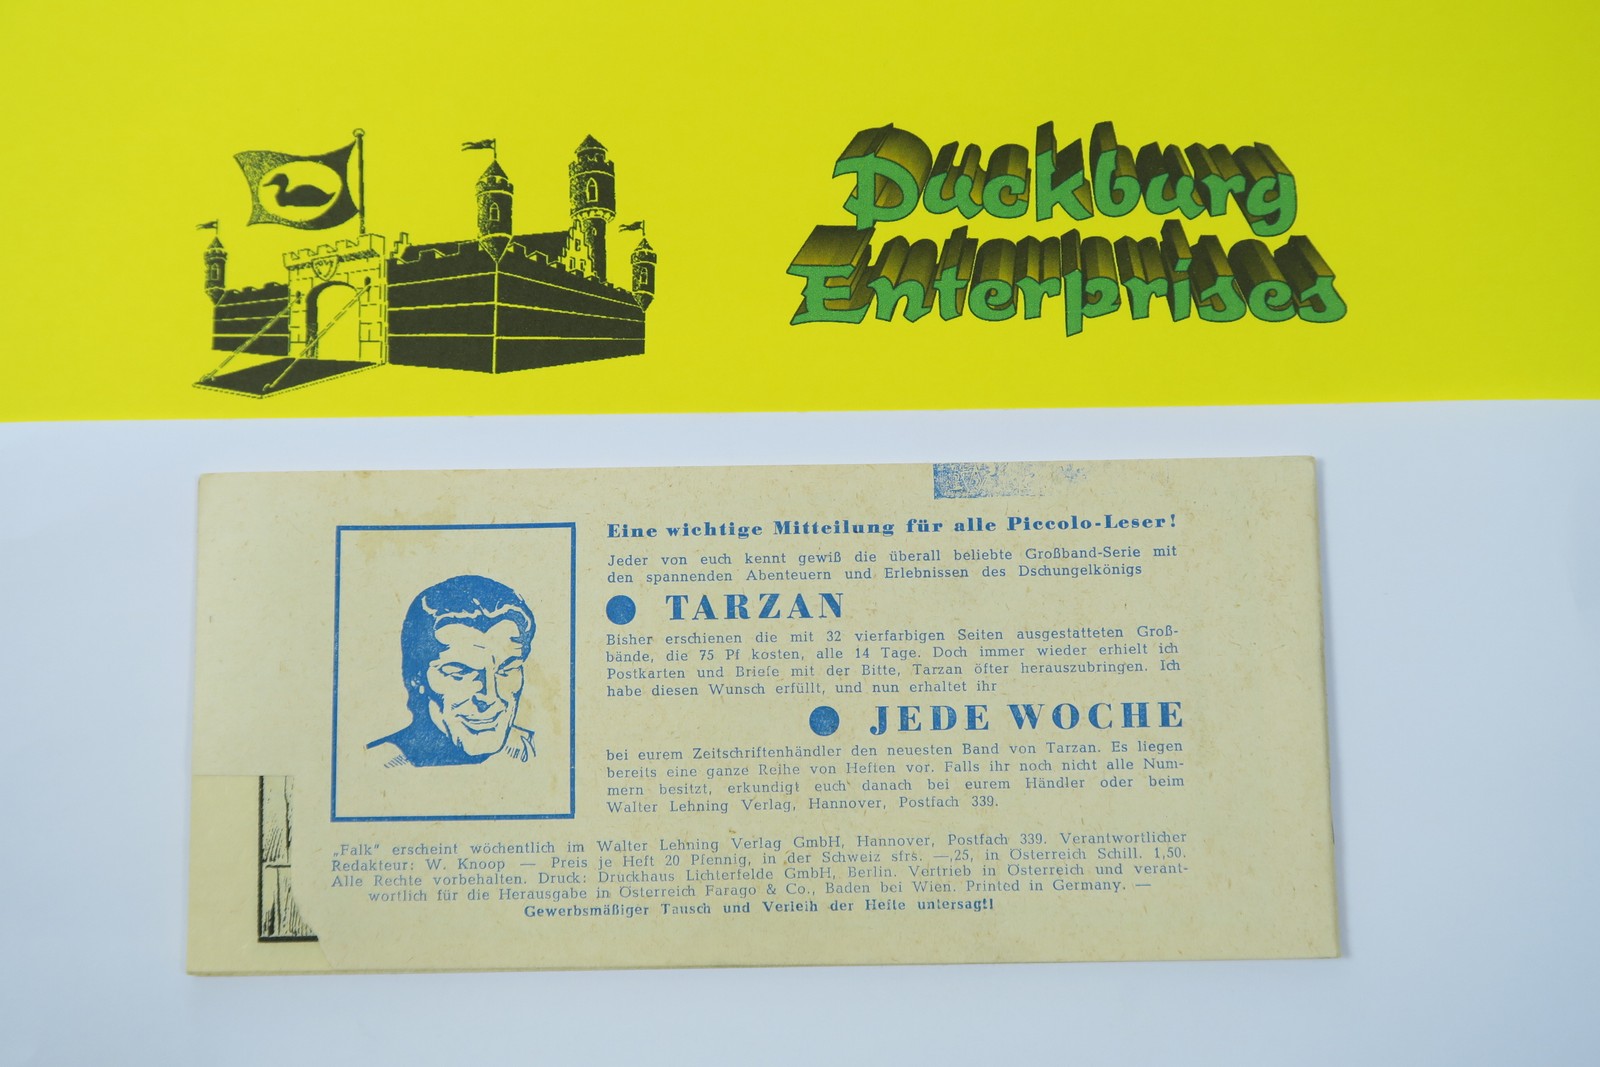 Duckburg
Enterprises
Eine wichtige Mitteilung für alle Piccolo-Leser!
Jeder von euch kennt gewiß die überall beliebte Großband-Serie mit
den spannenden Abenteuern und Erlebnissen des Dschungelkönigs
● TARZAN
Bisher erschienen die mit 32 vierfarbigen Seiten ausgestatteten Groß-
bände, die 75 Pf kosten, alle 14 Tage. Doch immer wieder erhielt ich
Postkarten und Briefe mit der Bitte, Tarzan öfter herauszubringen. Ich
habe diesen Wunsch erfüllt, und nun erhaltet ihr
● JEDE WOCHE
bei eurem Zeitschriftenhändler den neuesten Band von Tarzan. Es liegen
bereits eine ganze Reihe von Heften vor. Falls ihr noch nicht alle Num-
mern besitzt, erkundigt euch danach bei eurem Händler oder beim
Walter Lehning Verlag, Hannover, Postfach 339.
„Falk" erscheint wöchentlich im Walter Lehning Verlag GmbH, Hannover, Postfach 339. Verantwortlicher
Redakteur: W. Knoop — Preis je Heft 20 Pfennig, in der Schweiz sfrs. —,25, in Österreich Schill. 1,50.
Alle Rechte vorbehalten. Druck: Druckhaus Lichterfelde GmbH, Berlin. Vertrieb in Österreich und verant-
wortlich für die Herausgabe in Österreich Farago & Co., Baden bei Wien. Printed in Germany. —
Gewerbsmäßiger Tausch und Verleih der Hefte untersagt!